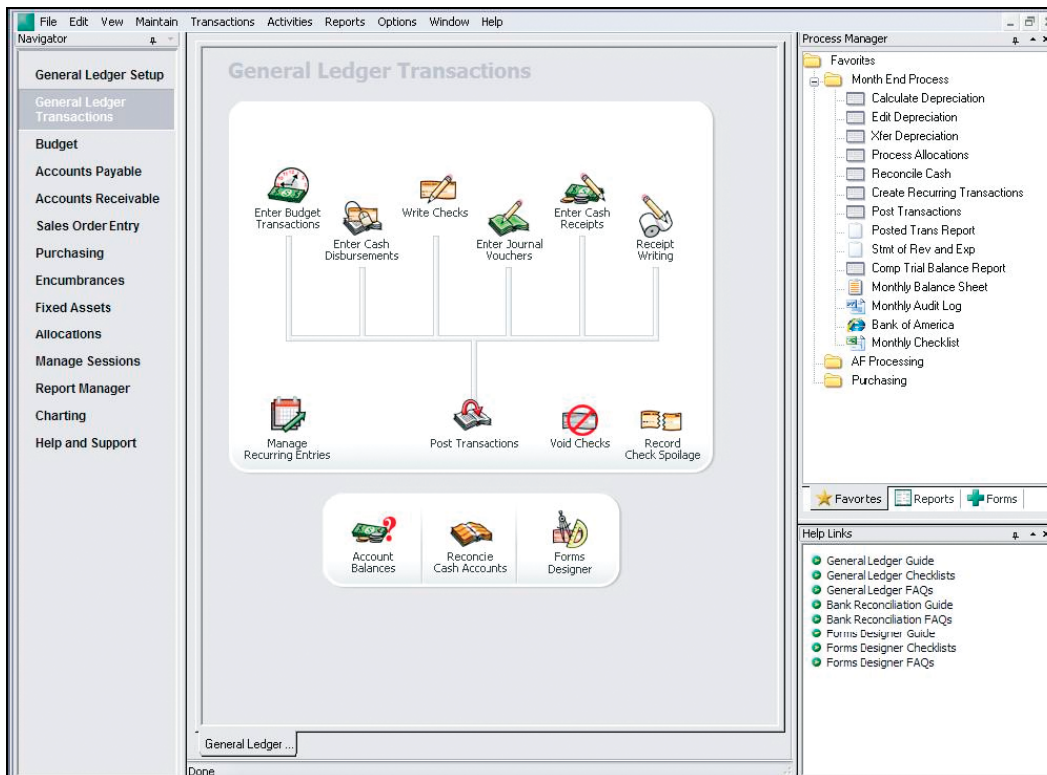 File Edit Vew Maintain Transactions Activities Reports Options Window Help
Navigator
General Ledger Setup
General Ledger
Transactions
Budget
Accounts Payable
Accounts Receivable
Sales Order Entry
Purchasing
Encumbrances
Fixed Assets
Allocations
Manage Sessions
Report Manager
Charting
Help and Support
General Ledger Transactions
Enter Budget
Transactions
Enter Cash
Disbursements
Write Checks
Enter Journal
Vouchers
Enter Cash
Receipts
Receipt
Writing
Manage
Recurring Entries
Post Transactions
Void Checks
Record
Check Spoilage
Account
Balances
Reconcie
Cash Accounts
Forms
Designer
General Ledger ...
Done
Process Manager
Favorites
Month End Process
Calculate Depreciation
Edit Depreciation
Xfer Depreciation
Process Allocations
Reconcile Cash
Create Recurring Transactions
Post Transactions
Posted Trans Report
Stmt of Rev and Exp
Comp Trial Balance Report
Monthly Balance Sheet
Monthly Audit Log
Bank of America
Monthly Checklist
AF Processing
Purchasing
Favortes Reports Forms
Help Links
General Ledger Guide
General Ledger Checklists
General Ledger FAQs
Bank Reconciliation Guide
Bank Reconciliation FAQs
Forms Designer Guide
Forms Designer Checklists
Forms Designer FAQs